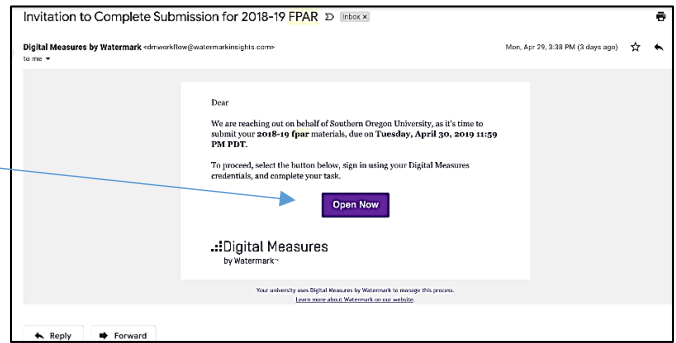 Invitation to Complete Submission for 2018-19 FPAR Inbox x
Digital Measures by Watermark <dmworkflow@watermarkinsights.com> Mon, Apr 29, 3:38 PM (3 days ago)
to me
Dear
We are reaching out on behalf of Southern Oregon University, as it's time to
submit your 2018-19 fpar materials, due on Tuesday, April 30, 2019 11:59
PM PDT.
To proceed, select the button below, sign in using your Digital Measures
credentials, and complete your task.
Open Now
Digital Measures
by Watermark
Your university uses Digital Measures by Watermark to manage this process.
Learn more about Watermark on our website.
Reply Forward